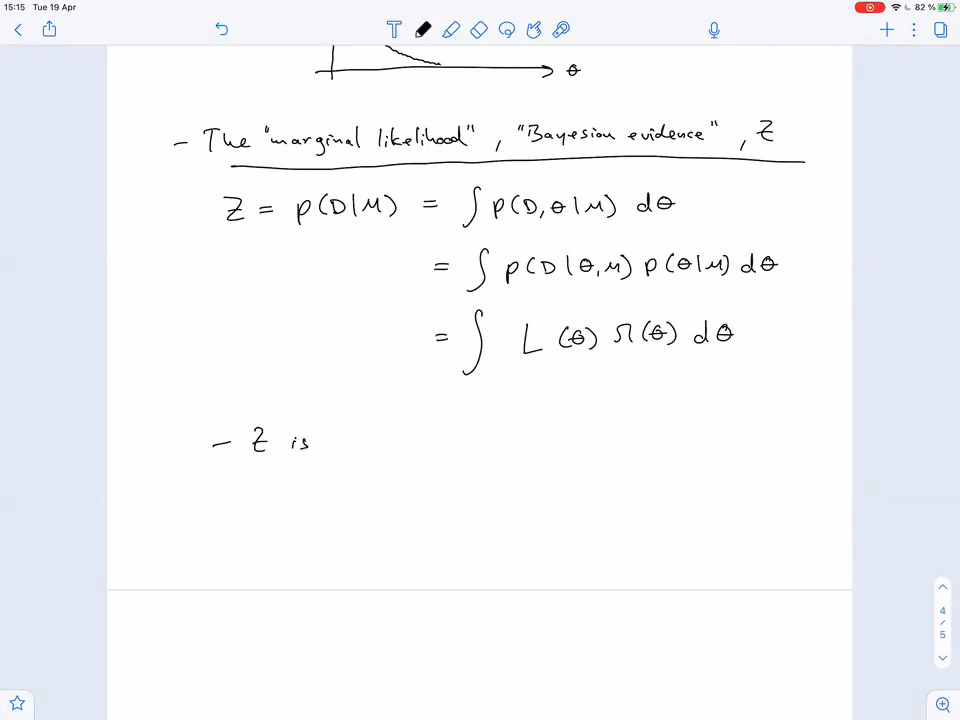 15:15 Tue 19 Apr 82 %
T
θ
- The "marginal likelihood", "Bayesian evidence", Z
Z = p(D|M) = ∫ p(D, θ|M) dθ
= ∫ p(D|θ, M) p(θ|M) dθ
= ∫ L(θ) π(θ) dθ
- Z is
4
/
5